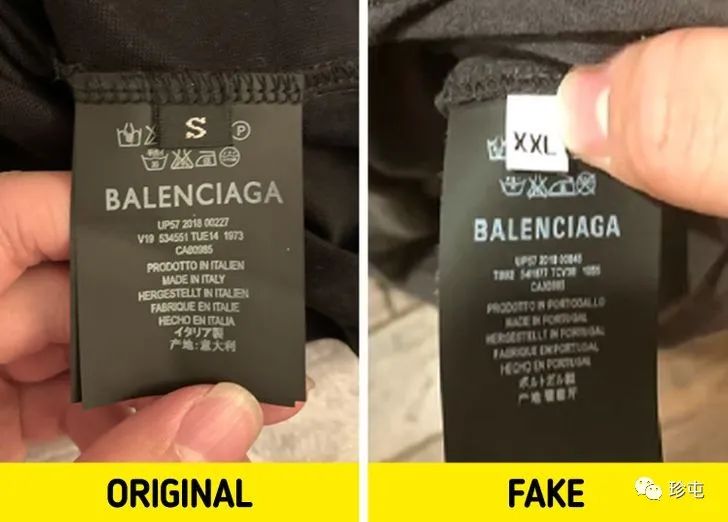 S
P
BALENCIAGA
UP57 2018 00227
V19 534551 TUE14 1973
CA00985
PRODOTTO IN ITALIEN
MADE IN ITALY
HERGESTELLT IN ITALIEN
FABRIQUE EN ITALIE
HECHO EN ITALIA
イタリア製
产地:意大利
ORIGINAL
XXL
BALENCIAGA
UP57 2018
PRODOTTO IN PORTOGALLO
MADE IN PORTUGAL
HERGESTELLT IN PORTUGAL
FABRIQUE EN PORTUGAL
HECHO EN PORTUGAL
ポルトガル製
产地
FAKE
珍屯